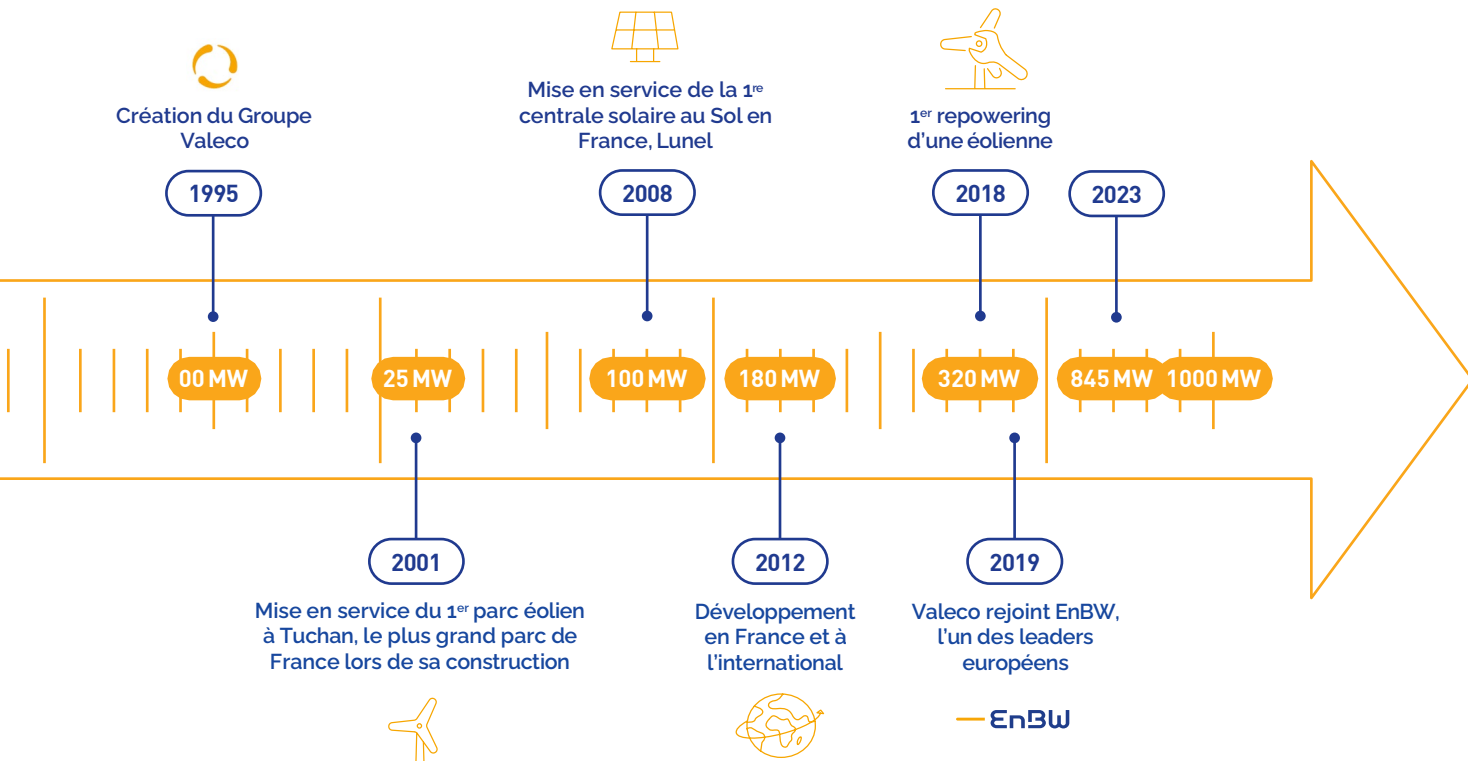 Création du Groupe
Valeco
1995
Mise en service de la 1re
centrale solaire au Sol en
France, Lunel
2008
1er repowering
d'une éolienne
2018
2023
00 MW
25 MW
100 MW
180 MW
320 MW
845 MW
1000 MW
2001
Mise en service du 1er parc éolien
à Tuchan, le plus grand parc de
France lors de sa construction
2012
Développement
en France et à
l'international
2019
Valeco rejoint EnBW,
l'un des leaders
européens
EnBW